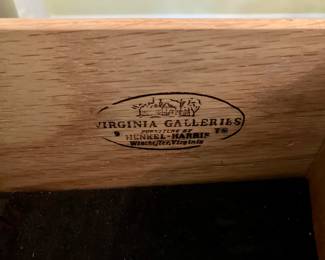 VIRGINIA GALLERIES
FURNITURE BY
HENKEL-HARRIS
Winchester, Virginia